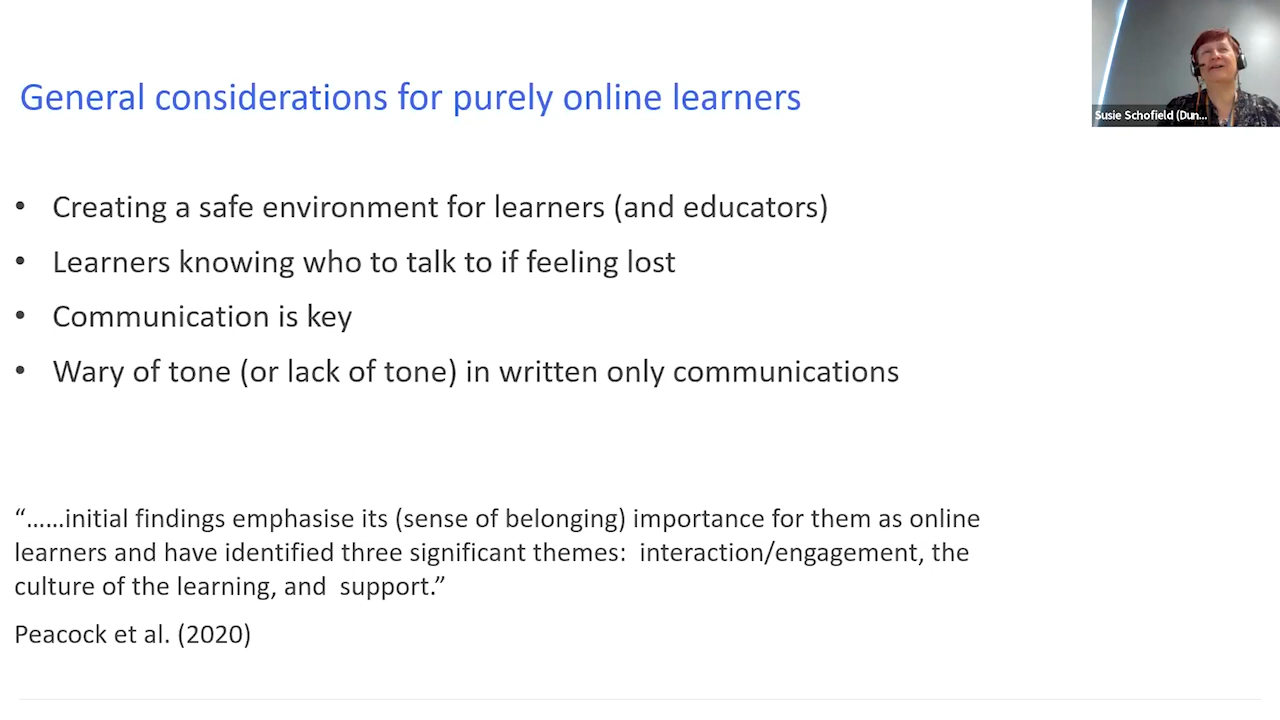 General considerations for purely online learners
Susie Schofield (Dun...
• Creating a safe environment for learners (and educators)
• Learners knowing who to talk to if feeling lost
• Communication is key
• Wary of tone (or lack of tone) in written only communications
“……initial findings emphasise its (sense of belonging) importance for them as online
learners and have identified three significant themes:  interaction/engagement, the
culture of the learning, and  support.”
Peacock et al. (2020)